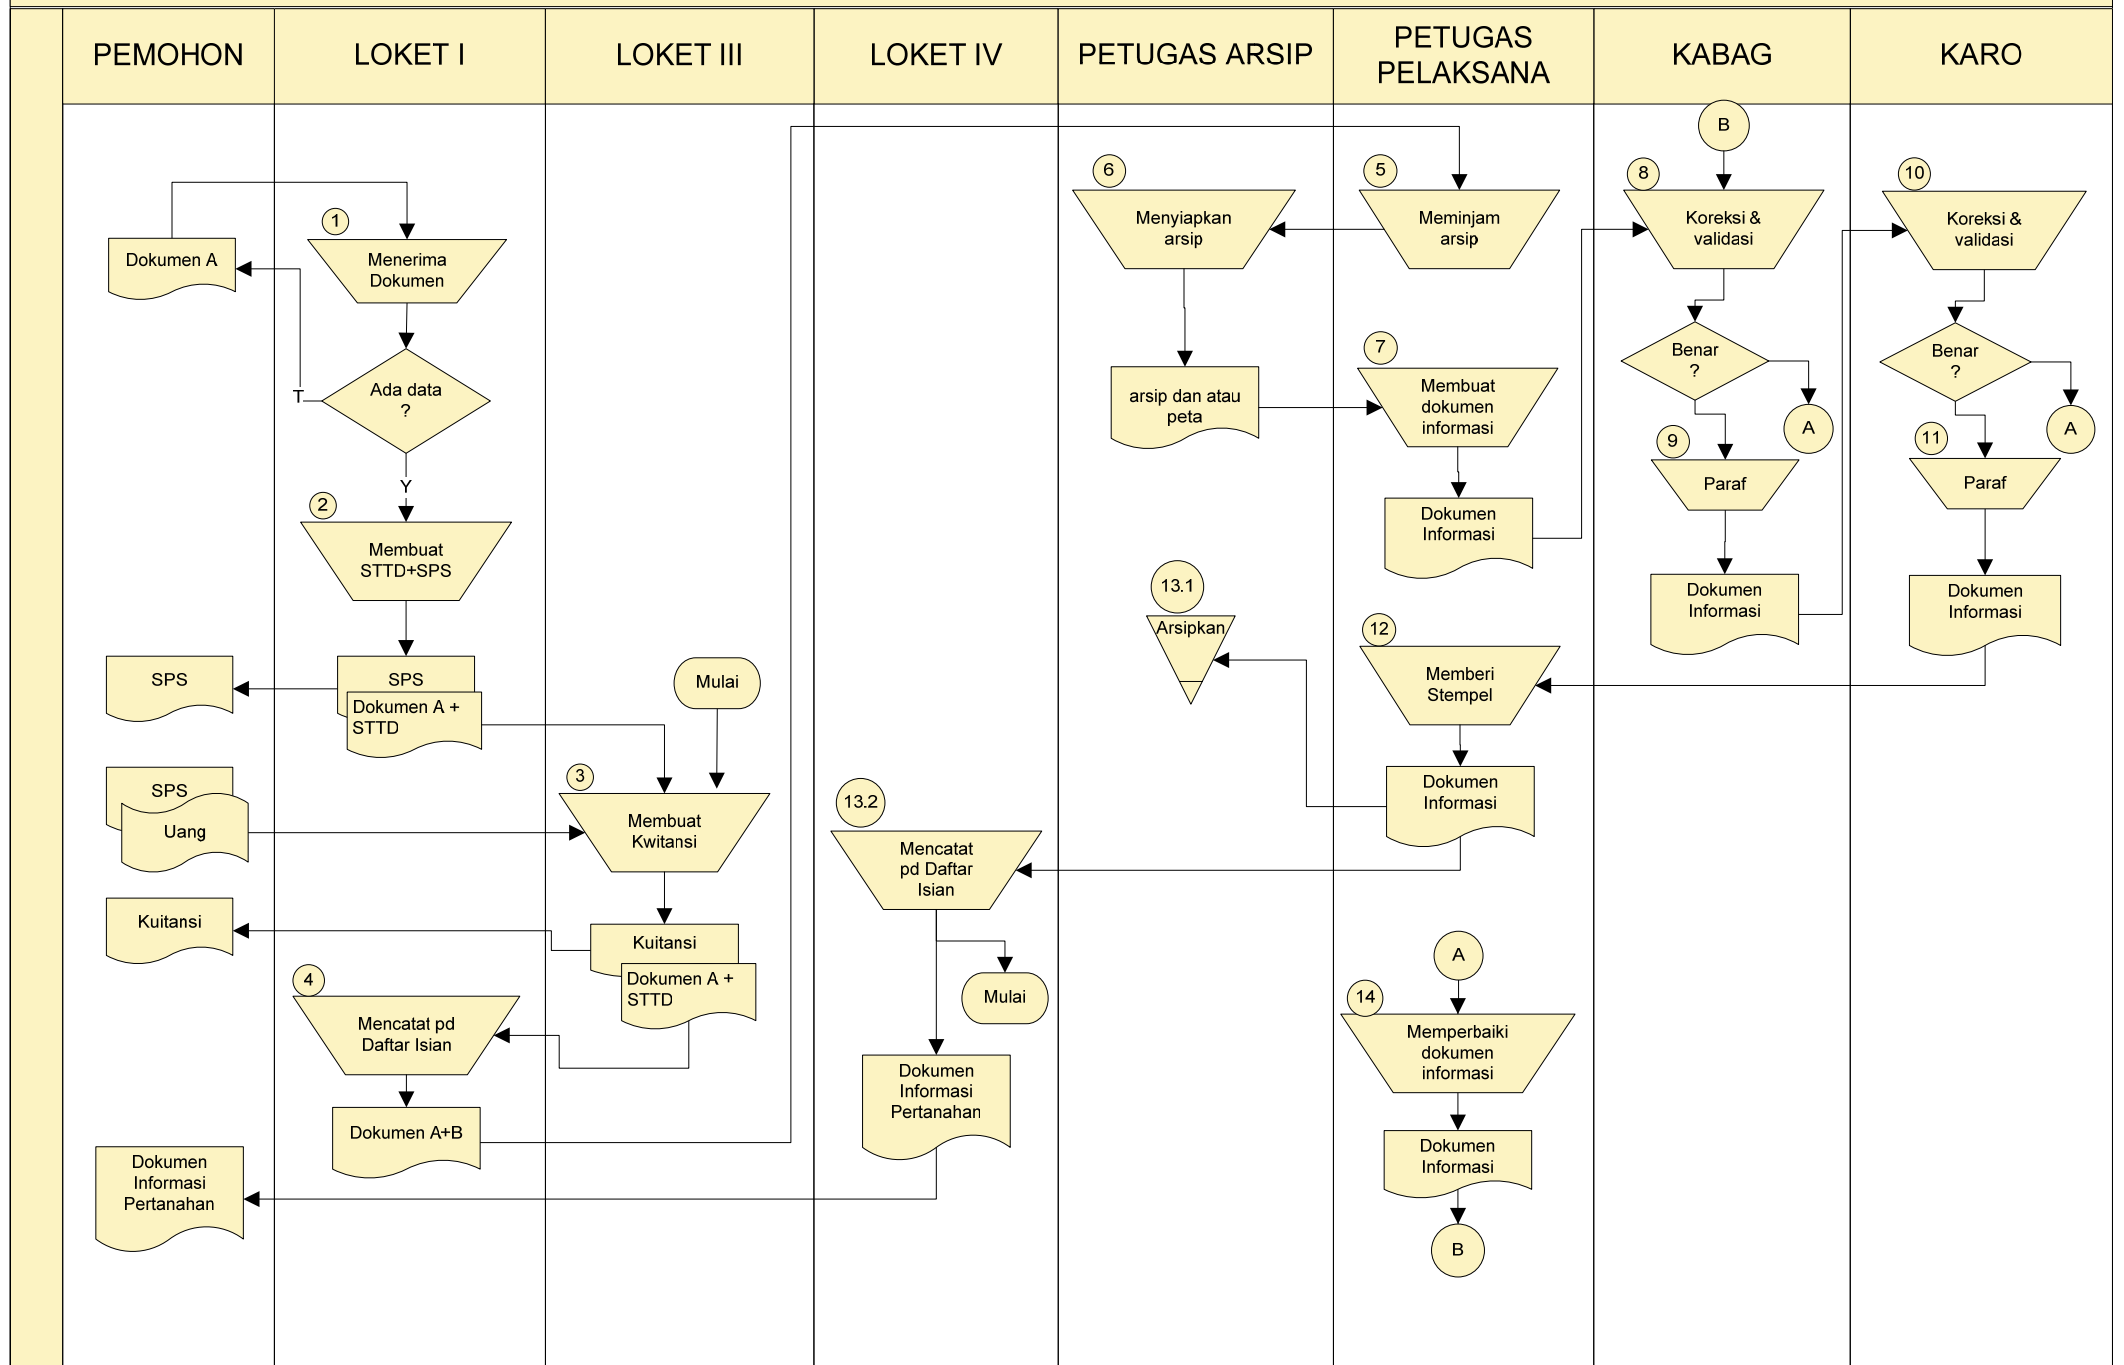 PEMOHON
LOKET I
LOKET III
LOKET IV
PETUGAS ARSIP
PETUGAS
PELAKSANA
KABAG
KARO
Dokumen A
SPS
SPS
Uang
Kuitansi
Dokumen
Informasi
Pertanahan
1
Menerima
Dokumen
Ada data
?
T
Y
2
Membuat
STTD+SPS
SPS
Dokumen A +
STTD
4
Mencatat pd
Daftar Isian
Dokumen A+B
Mulai
3
Membuat
Kwitansi
Kuitansi
Dokumen A +
STTD
13.2
Mencatat
pd Daftar
Isian
Mulai
Dokumen
Informasi
Pertanahan
6
Menyiapkan
arsip
arsip dan atau
peta
13.1
Arsipkan
5
Meminjam
arsip
7
Membuat
dokumen
informasi
Dokumen
Informasi
12
Memberi
Stempel
Dokumen
Informasi
A
14
Memperbaiki
dokumen
informasi
Dokumen
Informasi
B
B
8
Koreksi &
validasi
Benar
?
A
9
Paraf
Dokumen
Informasi
10
Koreksi &
validasi
Benar
?
A
11
Paraf
Dokumen
Informasi